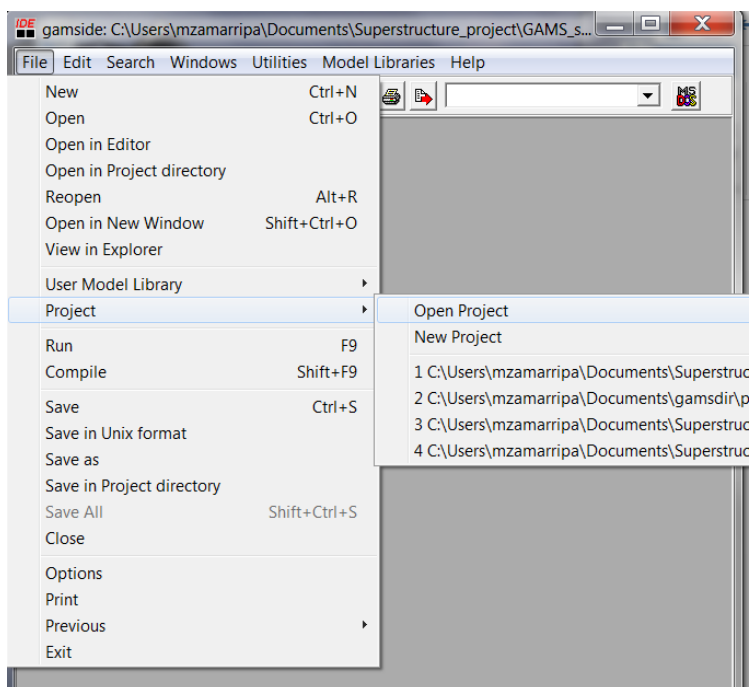 IDE gamside: C:\Users\mzamarripa\Documents\Superstructure_project\GAMS_s...
File Edit Search Windows Utilities Model Libraries Help
MS DOS
New Ctrl+N
Open Ctrl+O
Open in Editor
Open in Project directory
Reopen Alt+R
Open in New Window Shift+Ctrl+O
View in Explorer
User Model Library
Project
Open Project
New Project
1 C:\Users\mzamarripa\Documents\Superstruc
2 C:\Users\mzamarripa\Documents\gamsdir\p
3 C:\Users\mzamarripa\Documents\Superstruc
4 C:\Users\mzamarripa\Documents\Superstruc
Run F9
Compile Shift+F9
Save Ctrl+S
Save in Unix format
Save as
Save in Project directory
Save All Shift+Ctrl+S
Close
Options
Print
Previous
Exit